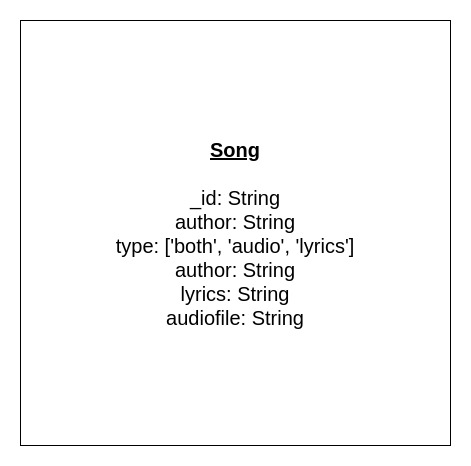 Song
_id: String
author: String
type: ['both', 'audio', 'lyrics']
author: String
lyrics: String
audiofile: String